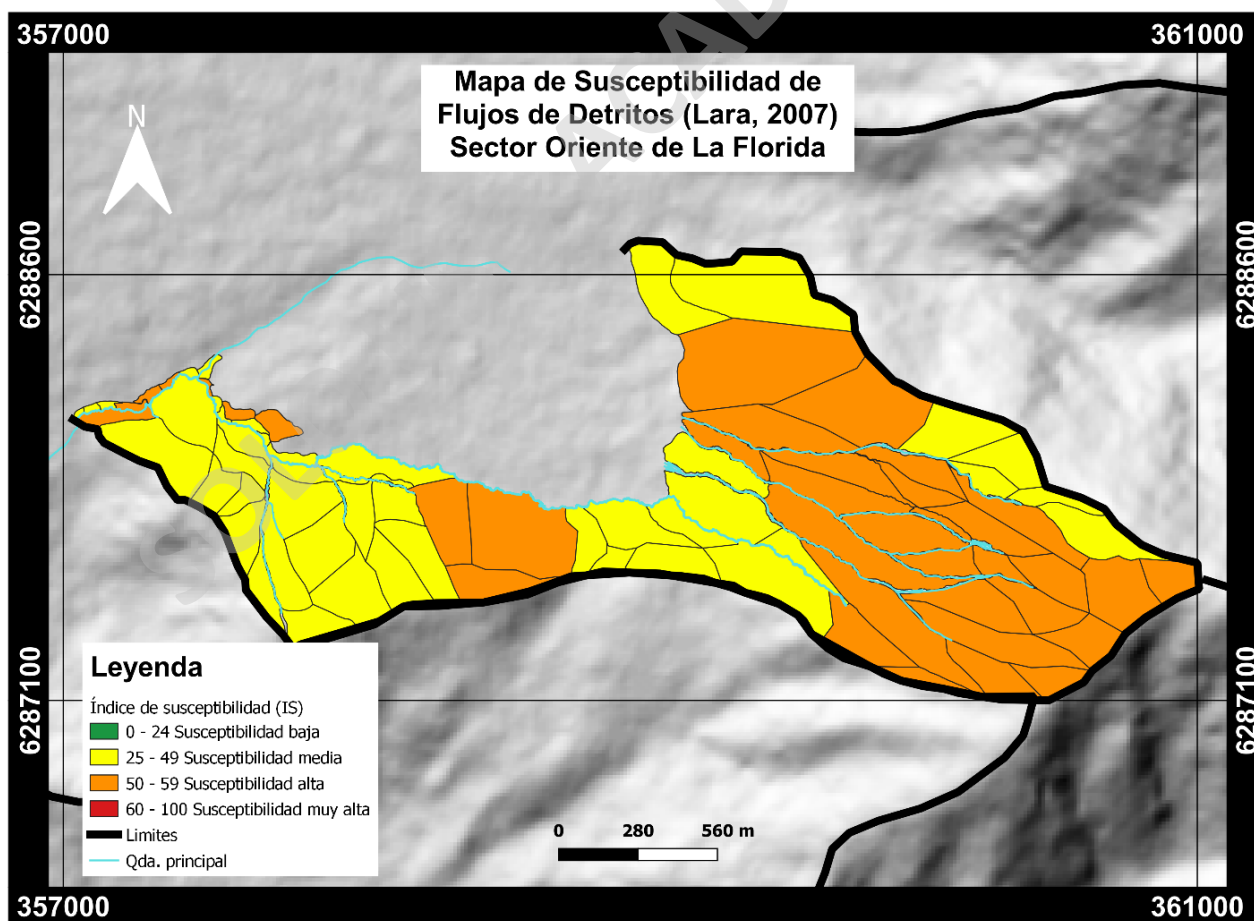 357000
361000
Mapa de Susceptibilidad de
Flujos de Detritos (Lara, 2007)
Sector Oriente de La Florida
N
6288600
6288600
6287100
6287100
Leyenda
Índice de susceptibilidad (IS)
0 - 24 Susceptibilidad baja
25 - 49 Susceptibilidad media
50 - 59 Susceptibilidad alta
60 - 100 Susceptibilidad muy alta
Limites
Qda. principal
0 280 560 m
357000
361000